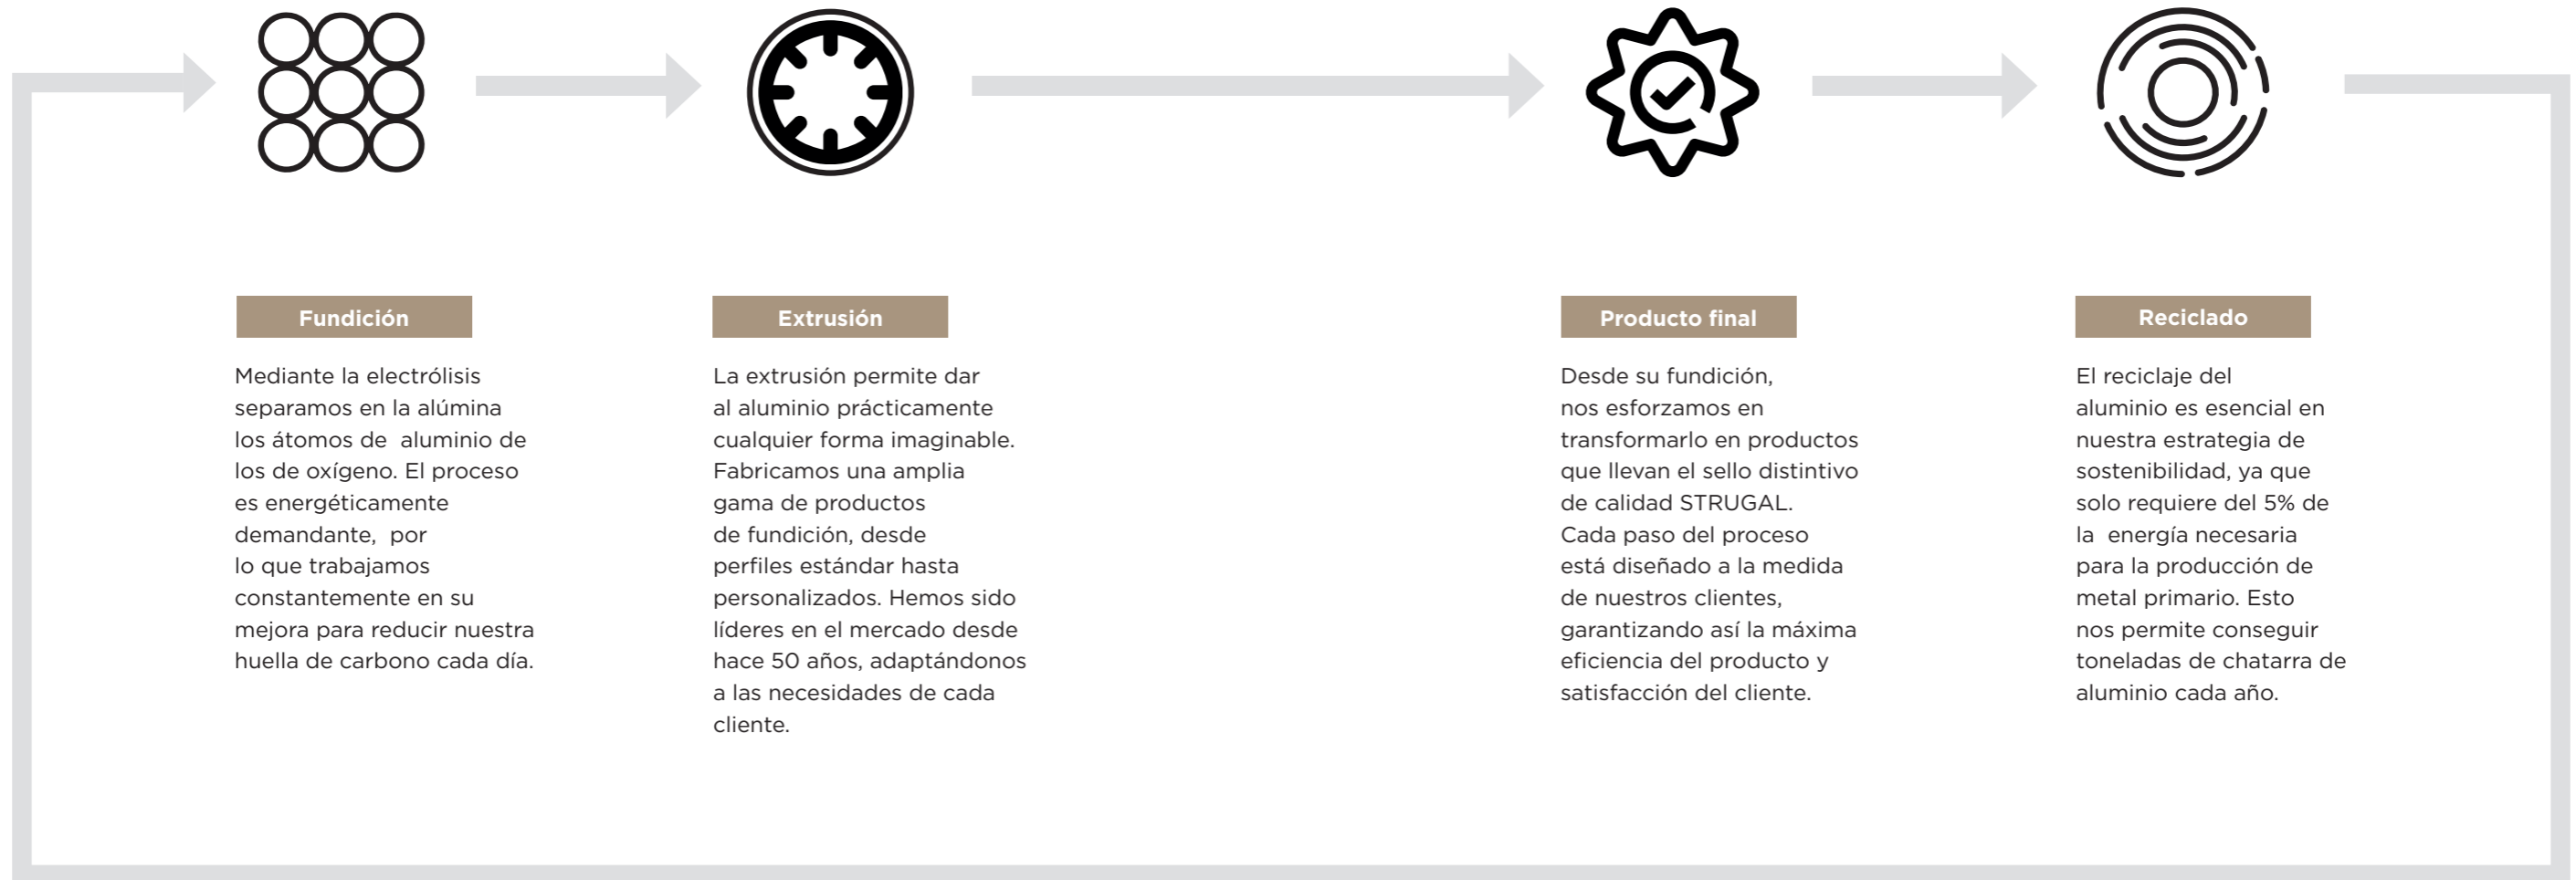 Fundición
Mediante la electrólisis
separamos en la alúmina
los átomos de  aluminio de
los de oxígeno. El proceso
es energéticamente
demandante,  por
lo que trabajamos
constantemente en su
mejora para reducir nuestra
huella de carbono cada día.
Extrusión
La extrusión permite dar
al aluminio prácticamente
cualquier forma imaginable.
Fabricamos una amplia
gama de productos
de fundición, desde
perfiles estándar hasta
personalizados. Hemos sido
líderes en el mercado desde
hace 50 años, adaptándonos
a las necesidades de cada
cliente.
Producto final
Desde su fundición,
nos esforzamos en
transformarlo en productos
que llevan el sello distintivo
de calidad STRUGAL.
Cada paso del proceso
está diseñado a la medida
de nuestros clientes,
garantizando así la máxima
eficiencia del producto y
satisfacción del cliente.
Reciclado
El reciclaje del
aluminio es esencial en
nuestra estrategia de
sostenibilidad, ya que
solo requiere del 5% de
la  energía necesaria
para la producción de
metal primario. Esto
nos permite conseguir
toneladas de chatarra de
aluminio cada año.